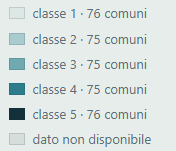 classe 1 · 76 comuni
classe 2 · 75 comuni
classe 3 · 75 comuni
classe 4 · 75 comuni
classe 5 · 76 comuni
dato non disponibile